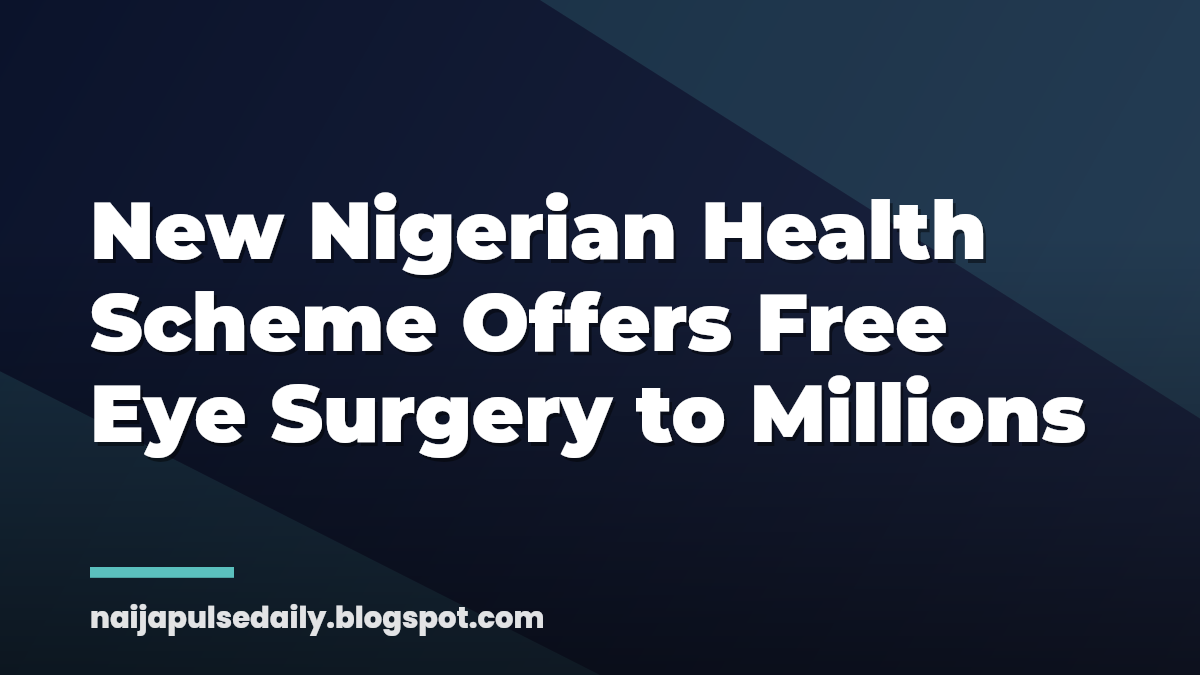 New Nigerian Health
Scheme Offers Free
Eye Surgery to Millions
naijapulsedaily.blogspot.com